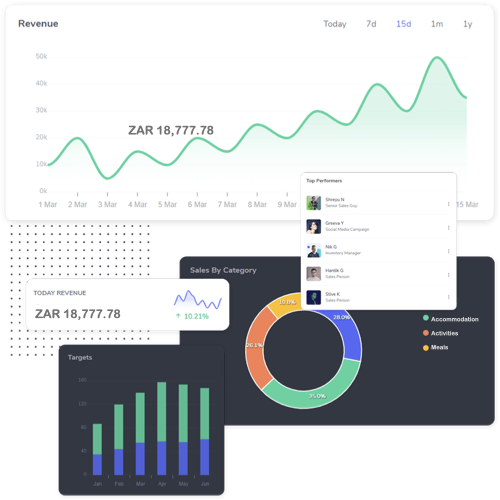 Revenue
Today 7d 15d 1m 1y
50k
40k
30k
20k
10k
0k
ZAR 18,777.78
1 Mar 2 Mar 3 Mar 4 Mar 5 Mar 6 Mar 7 Mar 8 Mar 9 Mar 15 Mar
Top Performers
Shreyu N
Senior Sales Guy
Greeva Y
Social Media Campaign
Nik G
Inventory Manager
Hardik G
Sales Person
Stive K
Sales Person
Sales By Category
10.0%
28.0%
26.1%
35.0%
Accommodation
Activities
Meals
TODAY REVENUE
ZAR 18,777.78
↑ 10.21%
Targets
160
120
80
40
0
Jan Feb Mar Apr May Jun